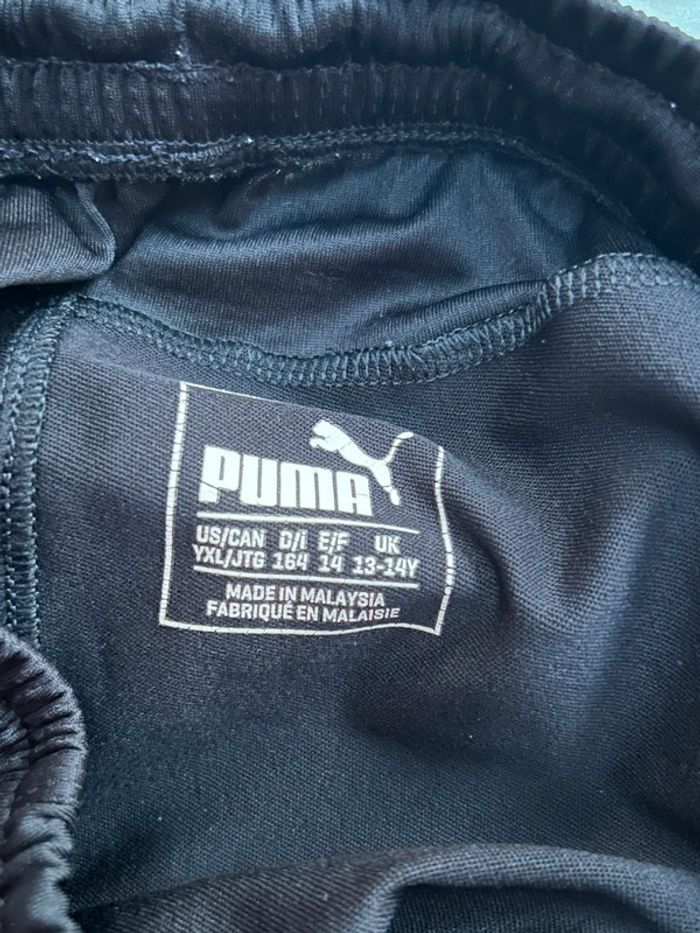 PUMA
US/CAN D/I E/F UK
YXL/JTG 164 14 13-14Y
MADE IN MALAYSIA
FABRIQUÉ EN MALAISIE